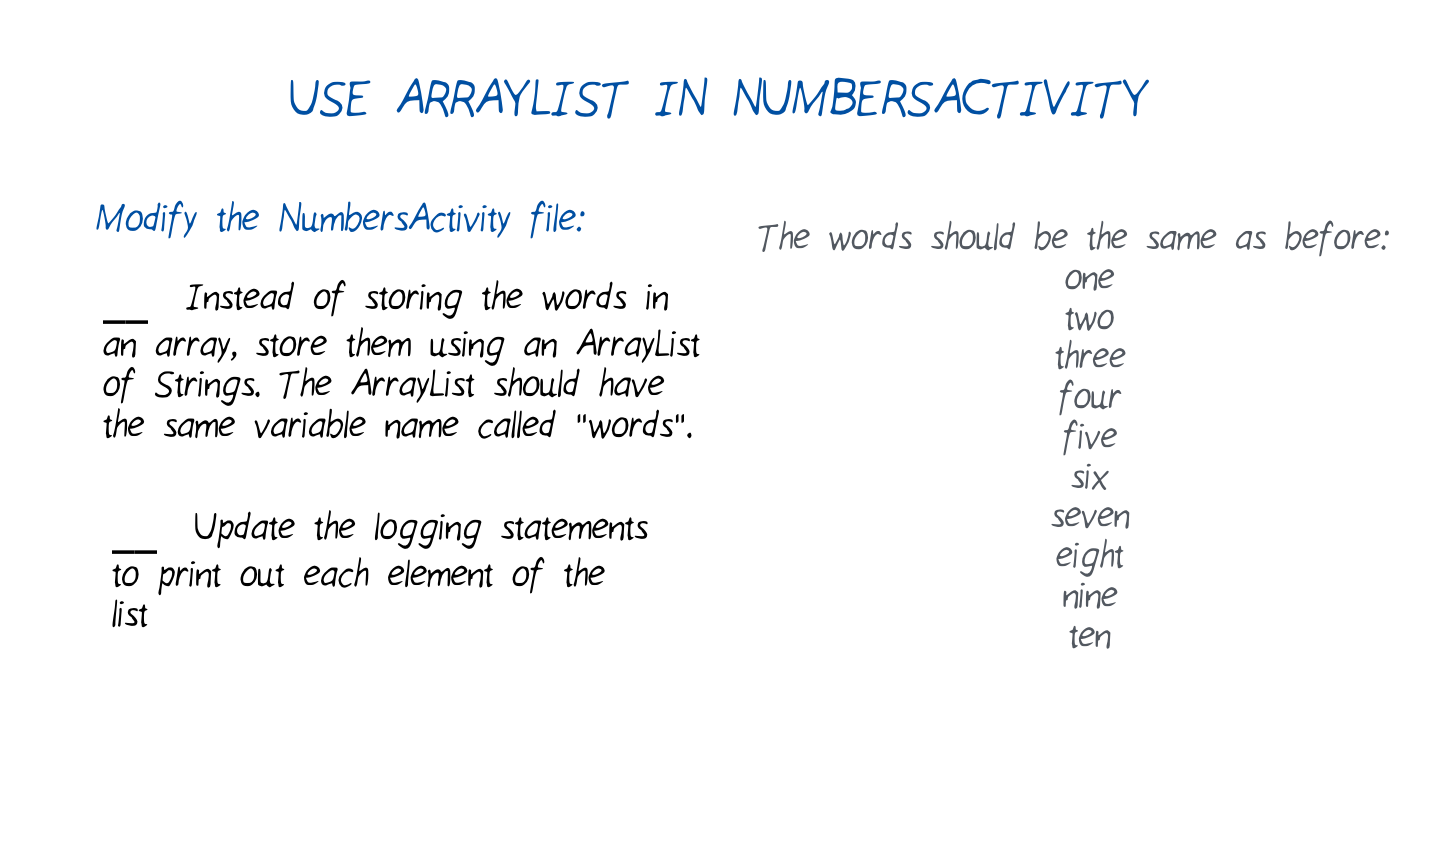 USE ARRAYLIST IN NUMBERSACTIVITY
Modify the NumbersActivity file:
__ Instead of storing the words in
an array, store them using an ArrayList
of Strings. The ArrayList should have
the same variable name called "words".
__ Update the logging statements
to print out each element of the
list
The words should be the same as before:
one
two
three
four
five
six
seven
eight
nine
ten